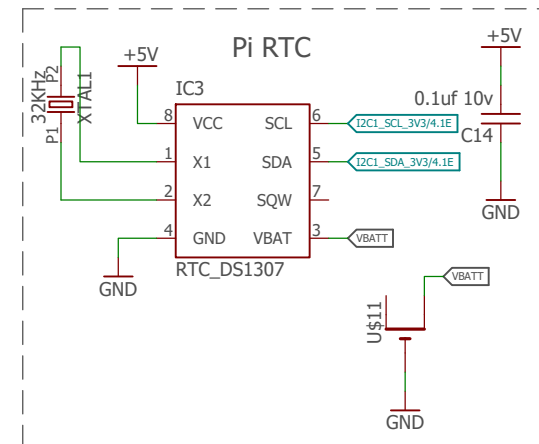 Pi RTC
+5V
+5V
32KHz
P2
P1
XTAL1
IC3
0.1uf 10v
C14
8 VCC SCL 6
I2C1_SCL_3V3/4.1E
1 X1 SDA 5
I2C1_SDA_3V3/4.1E
2 X2 SQW 7
4 GND VBAT 3
VBATT
RTC_DS1307
GND
GND
VBATT
U$11
GND